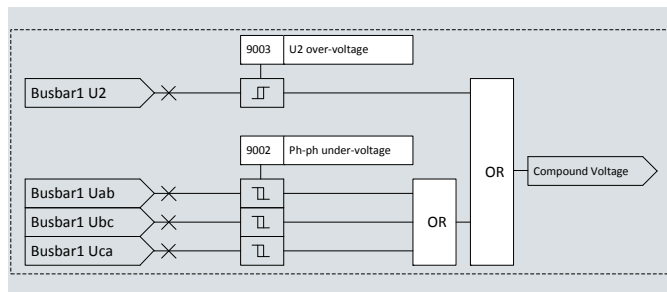 9003 U2 over-voltage
Busbar1 U2
9002 Ph-ph under-voltage
OR
Compound Voltage
Busbar1 Uab
Busbar1 Ubc
OR
Busbar1 Uca